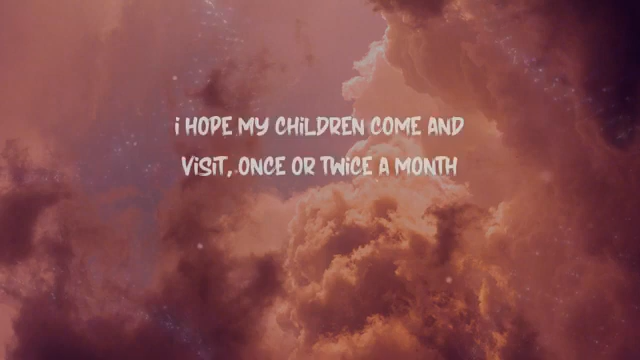 i HOPE MY CHiLDREN COME AND
ViSiT, ONCE OR TWiCE A MONTH